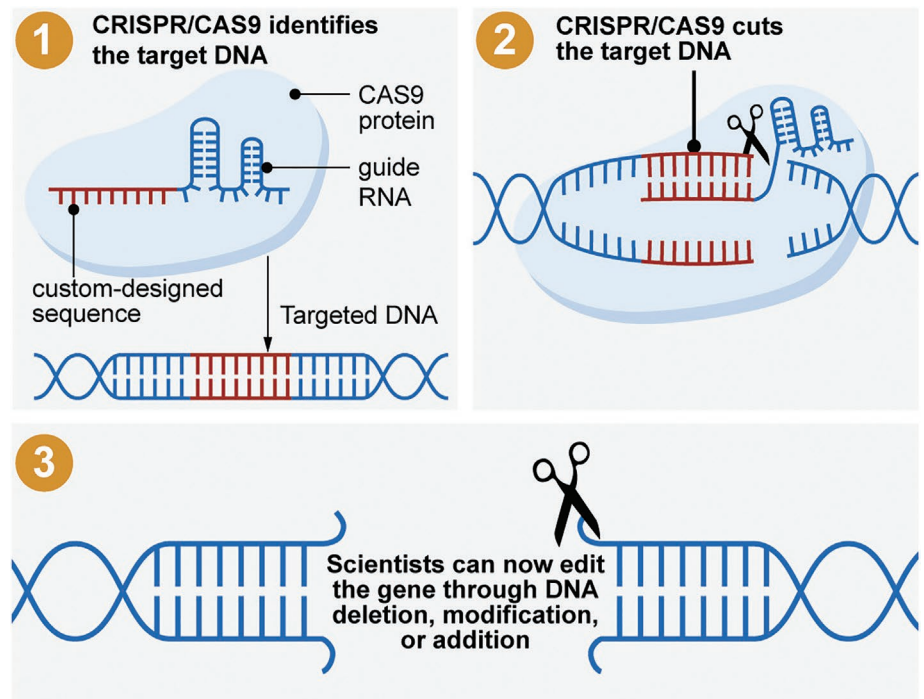 1
CRISPR/CAS9 identifies
the target DNA
CAS9
protein
guide
RNA
custom-designed
sequence
Targeted DNA
2
CRISPR/CAS9 cuts
the target DNA
3
Scientists can now edit
the gene through DNA
deletion, modification,
or addition